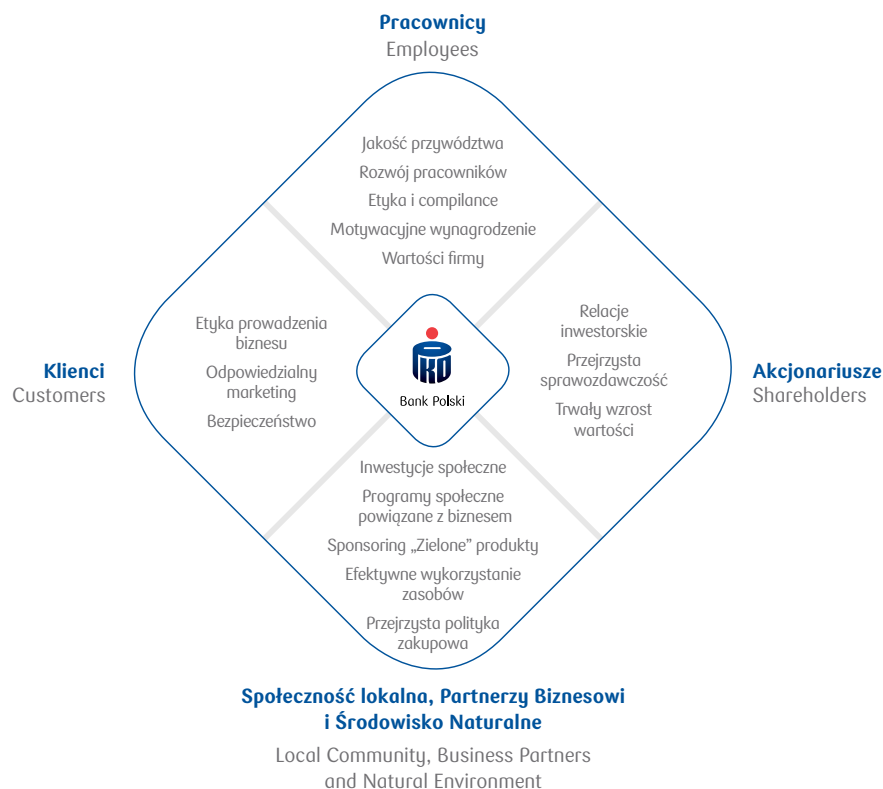 Pracownicy
Employees
Jakość przywództwa
Rozwój pracowników
Etyka i compilance
Motywacyjne wynagrodzenie
Wartości firmy
Klienci
Customers
Etyka prowadzenia
biznesu
Odpowiedzialny
marketing
Bezpieczeństwo
PKO
Bank Polski
Relacje
inwestorskie
Przejrzysta
sprawozdawczość
Trwały wzrost
wartości
Akcjonariusze
Shareholders
Inwestycje społeczne
Programy społeczne
powiązane z biznesem
Sponsoring „Zielone” produkty
Efektywne wykorzystanie
zasobów
Przejrzysta polityka
zakupowa
Społeczność lokalna, Partnerzy Biznesowi
i Środowisko Naturalne
Local Community, Business Partners
and Natural Environment